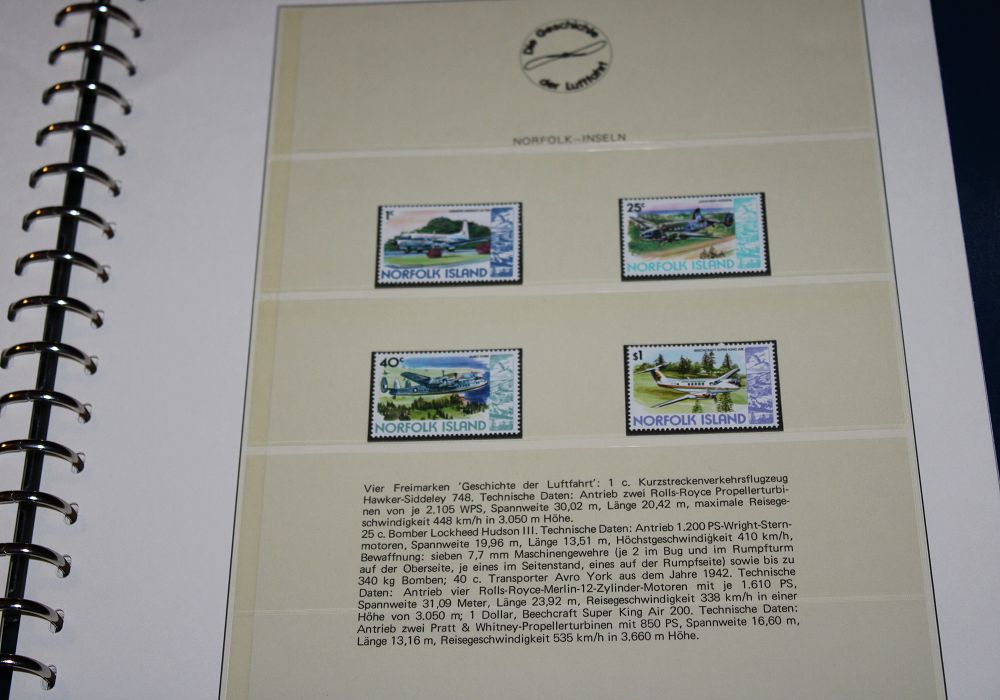 Die Geschichte
der Luftfahrt
NORFOLK-INSELN
1c
NORFOLK ISLAND
25c
NORFOLK ISLAND
40c
AVRO YORK
NORFOLK ISLAND
$1
BEECHCRAFT SUPER KING AIR
NORFOLK ISLAND
Vier Freimarken 'Geschichte der Luftfahrt': 1 c. Kurzstreckenverkehrsflugzeug
Hawker-Siddeley 748. Technische Daten: Antrieb zwei Rolls-Royce Propellerturbi-
nen von je 2.105 WPS, Spannweite 30,02 m, Länge 20,42 m, maximale Reisege-
schwindigkeit 448 km/h in 3.050 m Höhe.
25 c. Bomber Lockheed Hudson III. Technische Daten: Antrieb 1.200 PS-Wright-Stern-
motoren, Spannweite 19,96 m, Länge 13,51 m, Höchstgeschwindigkeit 410 km/h,
Bewaffnung: sieben 7,7 mm Maschinengewehre (je 2 im Bug und im Rumpfturm
auf der Oberseite, je eines im Seitenstand, eines auf der Rumpfseite) sowie bis zu
340 kg Bomben; 40 c. Transporter Avro York aus dem Jahre 1942. Technische
Daten: Antrieb vier Rolls-Royce-Merlin-12-Zylinder-Motoren mit je 1.610 PS,
Spannweite 31,09 Meter, Länge 23,92 m, Reisegeschwindigkeit 338 km/h in einer
Höhe von 3.050 m; 1 Dollar, Beechcraft Super King Air 200. Technische Daten:
Antrieb zwei Pratt & Whitney-Propellerturbinen mit 850 PS, Spannweite 16,60 m,
Länge 13,16 m, Reisegeschwindigkeit 535 km/h in 3.660 m Höhe.